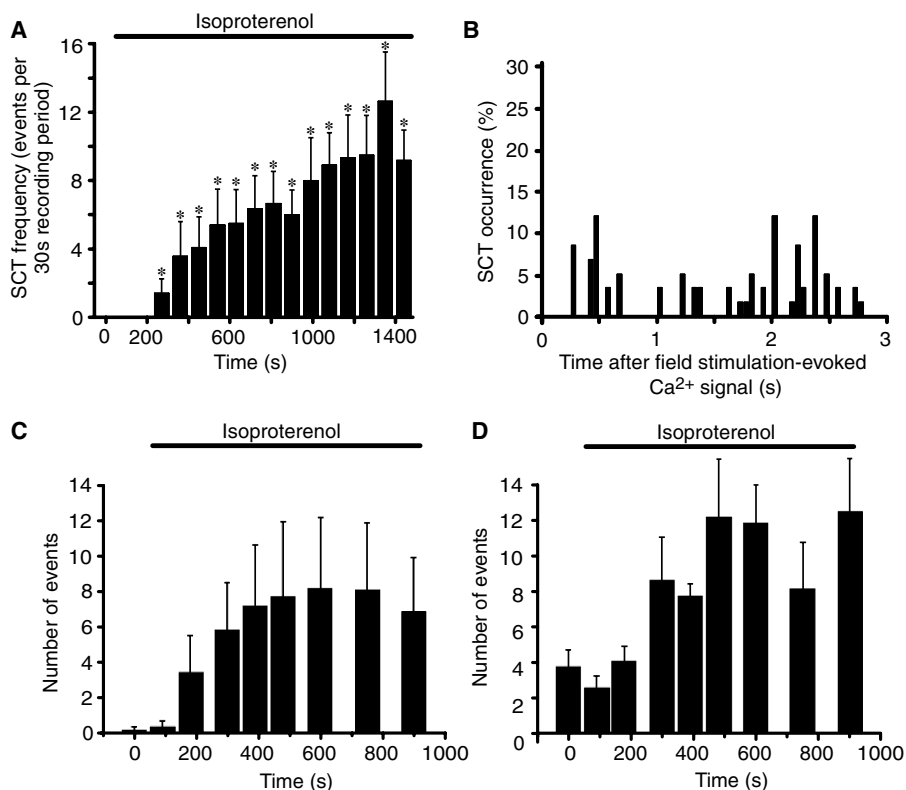 A
Isoproterenol
SCT frequency (events per
30s recording period)
16
12
8
4
0
* * * * * * * * * * * * * *
0 200 600 1000 1400
Time (s)
B
SCT occurrence (%)
30
25
20
15
10
5
0
0 1 2 3
Time after field stimulation-evoked
Ca2+ signal (s)
C
Isoproterenol
Number of events
14
12
10
8
6
4
2
0
0 200 400 600 800 1000
Time (s)
D
Isoproterenol
Number of events
14
12
10
8
6
4
2
0
0 200 400 600 800 1000
Time (s)